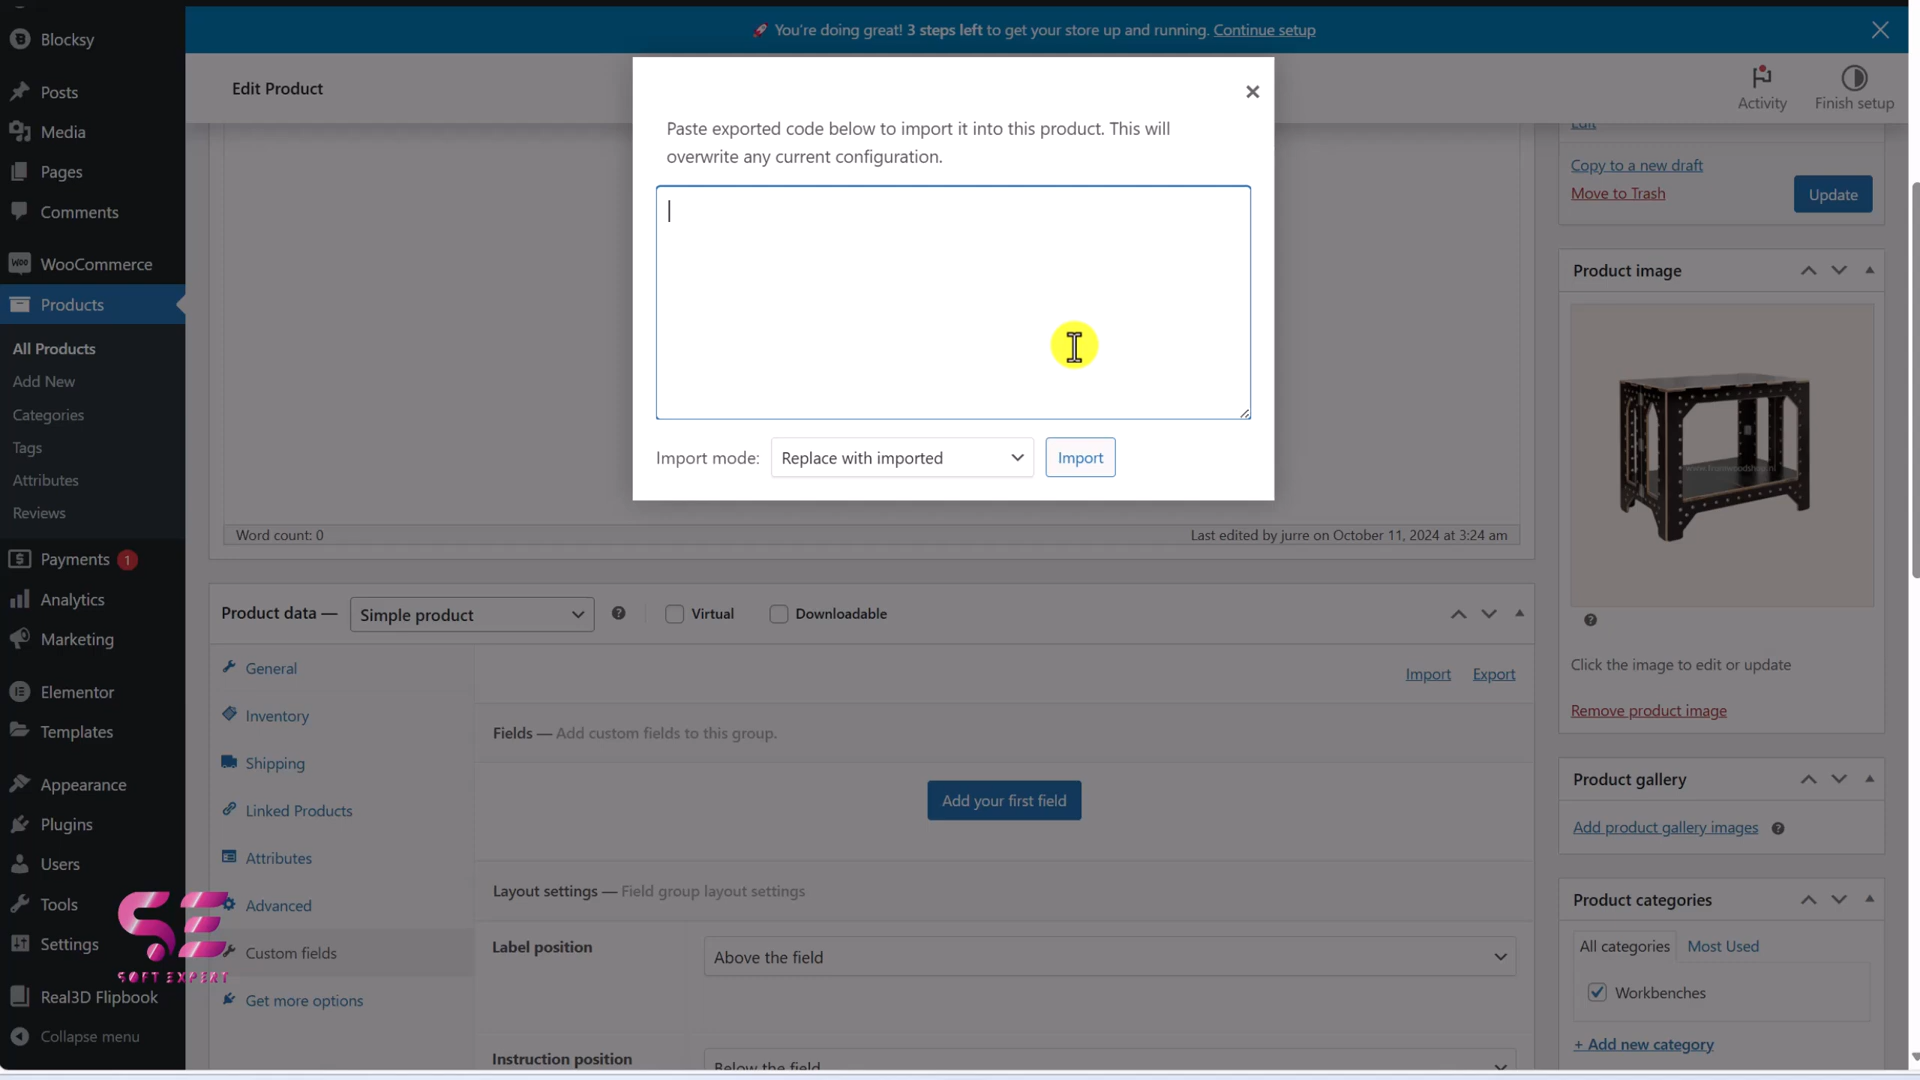 Blocksy
Posts
Media
Pages
Comments
WooCommerce
Products
All Products
Add New
Categories
Tags
Attributes
Reviews
Payments 1
Analytics
Marketing
Elementor
Templates
Appearance
Plugins
Users
Tools
Settings
Real3D Flipbook
Collapse menu
SE
SOFT EXPERT
🚀 You're doing great! 3 steps left to get your store up and running. Continue setup
Edit Product
Activity
Finish setup
Paste exported code below to import it into this product. This will
overwrite any current configuration.
Import mode: Replace with imported Import
Word count: 0
Last edited by jurre on October 11, 2024 at 3:24 am
Product data — Simple product Virtual Downloadable
General
Inventory
Shipping
Linked Products
Attributes
Advanced
Custom fields
Get more options
Import Export
Fields — Add custom fields to this group.
Add your first field
Layout settings — Field group layout settings
Label position Above the field
Instruction position Below the field
Edit
Copy to a new draft
Move to Trash
Update
Product image
Click the image to edit or update
Remove product image
Product gallery
Add product gallery images
Product categories
All categories Most Used
Workbenches
+ Add new category